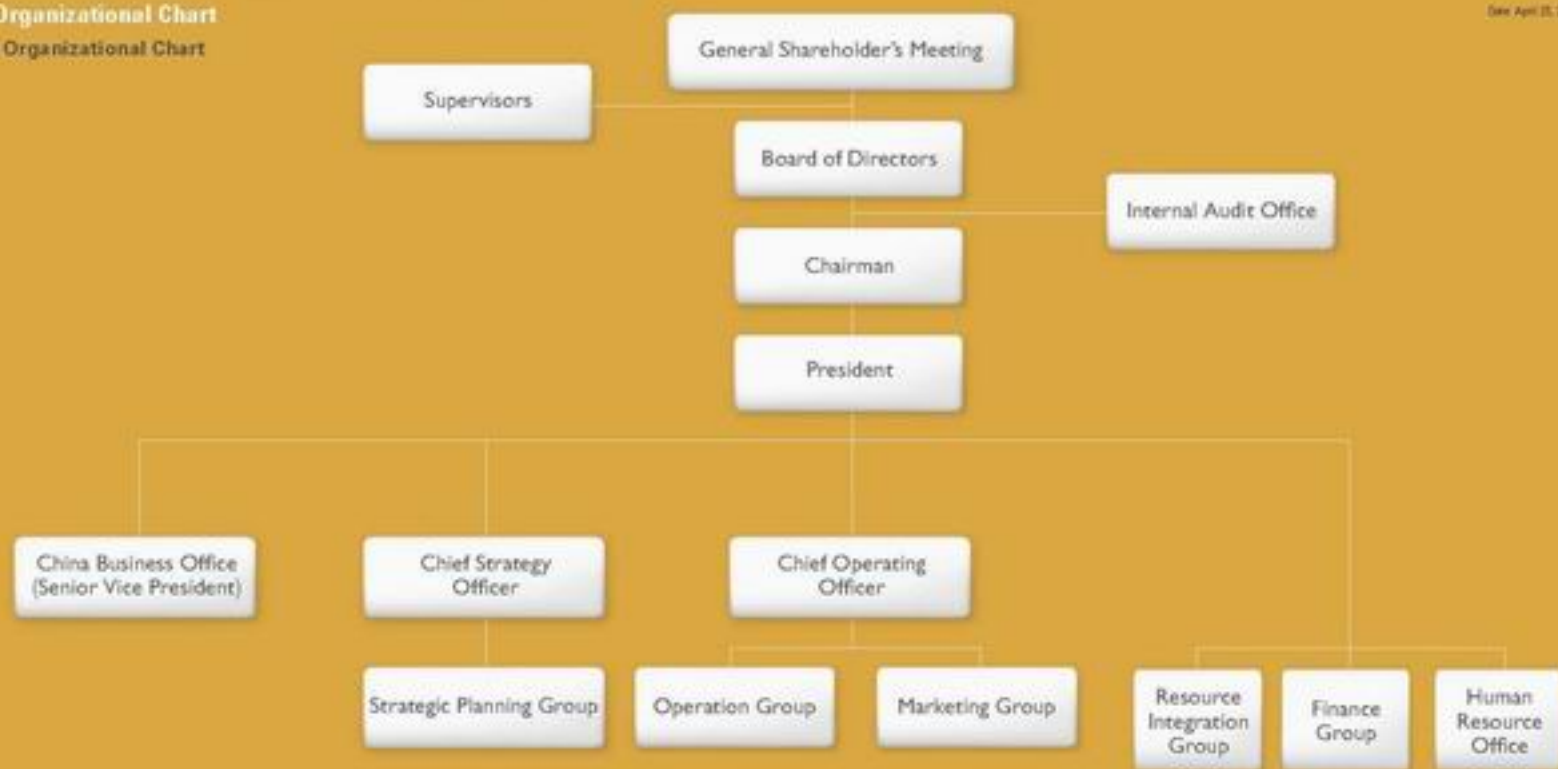 Organizational Chart
Organizational Chart
General Shareholder's Meeting
Supervisors
Board of Directors
Internal Audit Office
Chairman
President
China Business Office
(Senior Vice President)
Chief Strategy
Officer
Chief Operating
Officer
Strategic Planning Group
Operation Group
Marketing Group
Resource
Integration
Group
Finance
Group
Human
Resource
Office